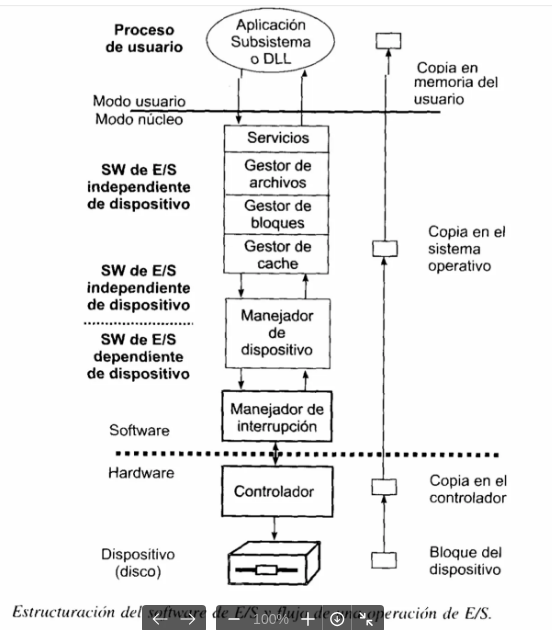 Proceso
de usuario
Aplicación
Subsistema
o DLL
Copia en
memoria del
usuario
Modo usuario
Modo núcleo
Servicios
SW de E/S
independiente
de dispositivo
Gestor de
archivos
Gestor de
bloques
Gestor de
cache
Copia en el
sistema
operativo
SW de E/S
independiente
de dispositivo
SW de E/S
dependiente
de dispositivo
Manejador
de
dispositivo
Manejador de
interrupción
Software
Hardware
Controlador
Copia en el
controlador
Dispositivo
(disco)
Bloque del
dispositivo
Estructuración del software de E/S y flujo de una operación de E/S.
100%